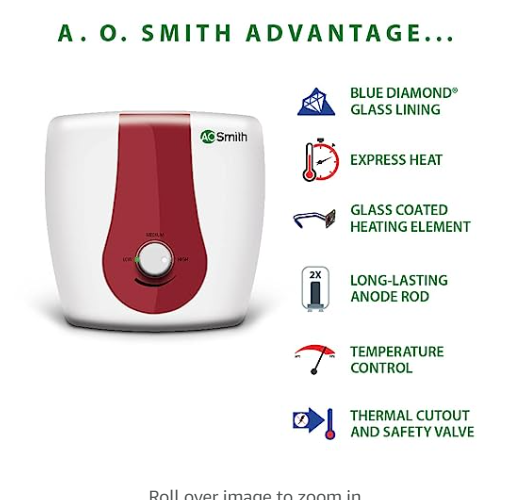 A. O. SMITH ADVANTAGE...
AO Smith
MEDIUM
LOW
HIGH
BLUE DIAMOND®
GLASS LINING
EXPRESS HEAT
GLASS COATED
HEATING ELEMENT
2X
LONG-LASTING
ANODE ROD
TEMPERATURE
CONTROL
THERMAL CUTOUT
AND SAFETY VALVE
Roll over image to zoom in